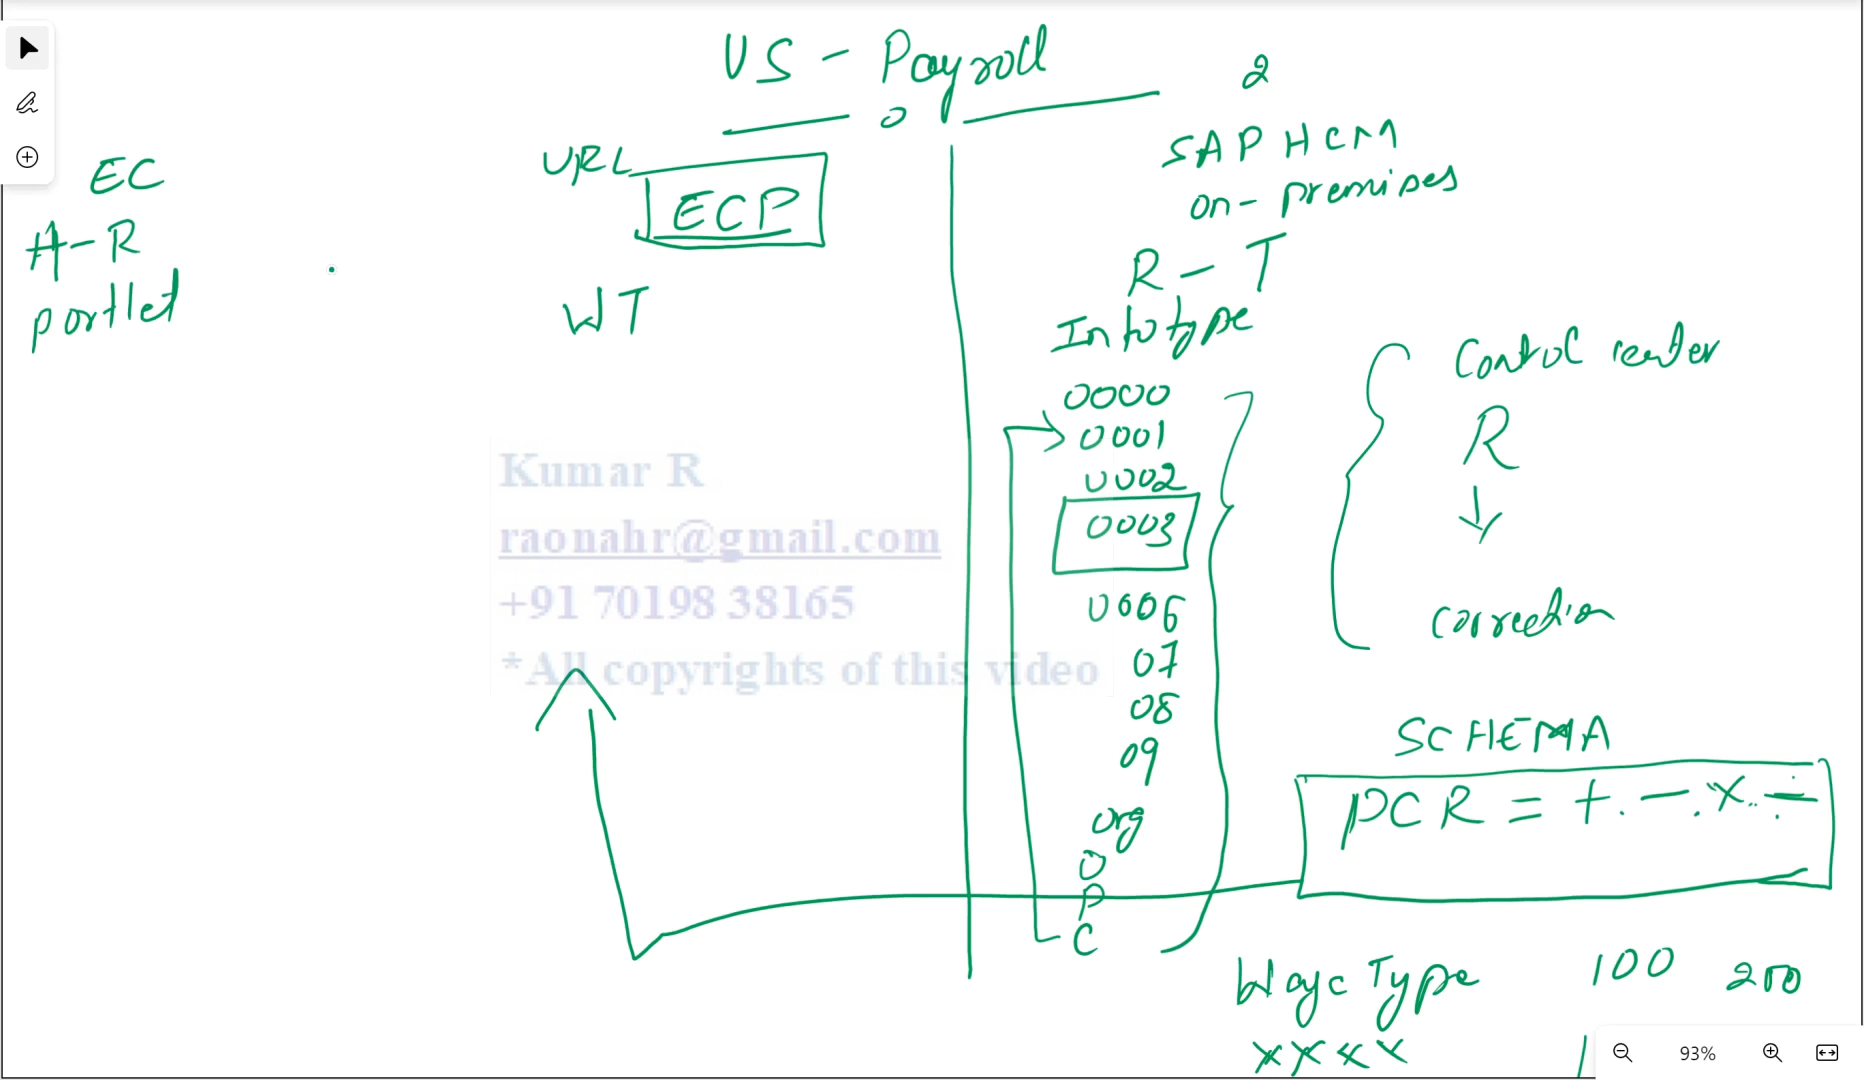 US - Payroll
2
EC
A-R
portlet
URL
ECP
WT
SAP HCM
on-premises
R - T
Infotype
0000
0001
0002
0003
0006
07
08
09
org
O
P
C
Control center
R
correction
SCHEMA
PCR = + . - . x . ÷
Wage Type 100 200
xxxx
Kumar R
raonahr@gmail.com
+91 70198 38165
*All copyrights of this video
93%